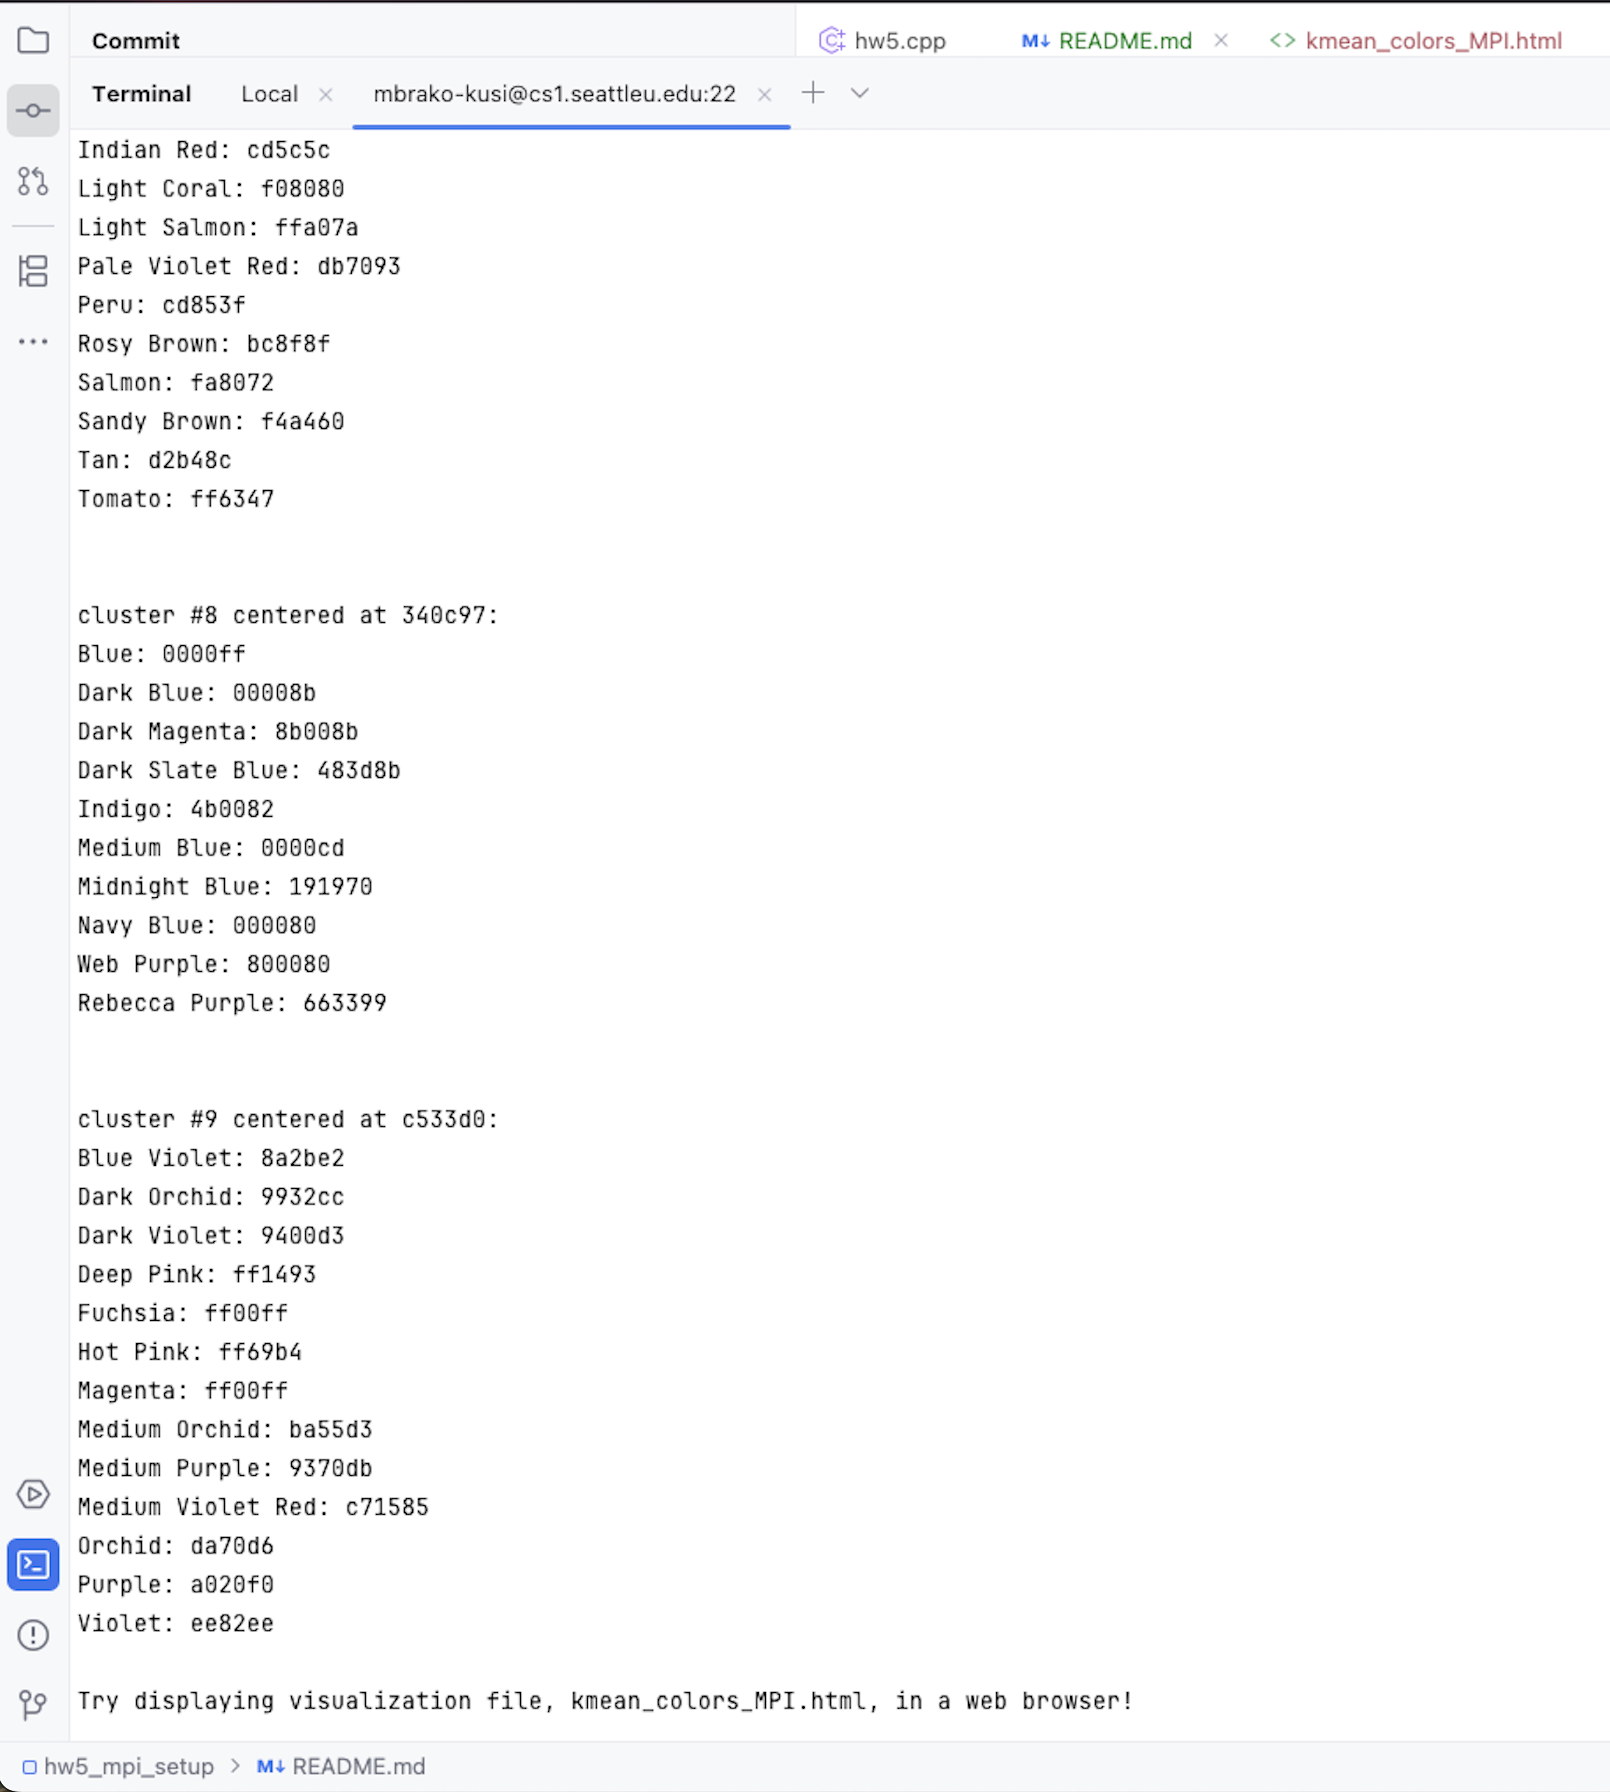 Commit
hw5.cpp
M↓ README.md
<> kmean_colors_MPI.html
Terminal
Local
mbrako-kusi@cs1.seattleu.edu:22
Indian Red: cd5c5c
Light Coral: f08080
Light Salmon: ffa07a
Pale Violet Red: db7093
Peru: cd853f
Rosy Brown: bc8f8f
Salmon: fa8072
Sandy Brown: f4a460
Tan: d2b48c
Tomato: ff6347
cluster #8 centered at 340c97:
Blue: 0000ff
Dark Blue: 00008b
Dark Magenta: 8b008b
Dark Slate Blue: 483d8b
Indigo: 4b0082
Medium Blue: 0000cd
Midnight Blue: 191970
Navy Blue: 000080
Web Purple: 800080
Rebecca Purple: 663399
cluster #9 centered at c533d0:
Blue Violet: 8a2be2
Dark Orchid: 9932cc
Dark Violet: 9400d3
Deep Pink: ff1493
Fuchsia: ff00ff
Hot Pink: ff69b4
Magenta: ff00ff
Medium Orchid: ba55d3
Medium Purple: 9370db
Medium Violet Red: c71585
Orchid: da70d6
Purple: a020f0
Violet: ee82ee
Try displaying visualization file, kmean_colors_MPI.html, in a web browser!
hw5_mpi_setup > M↓ README.md